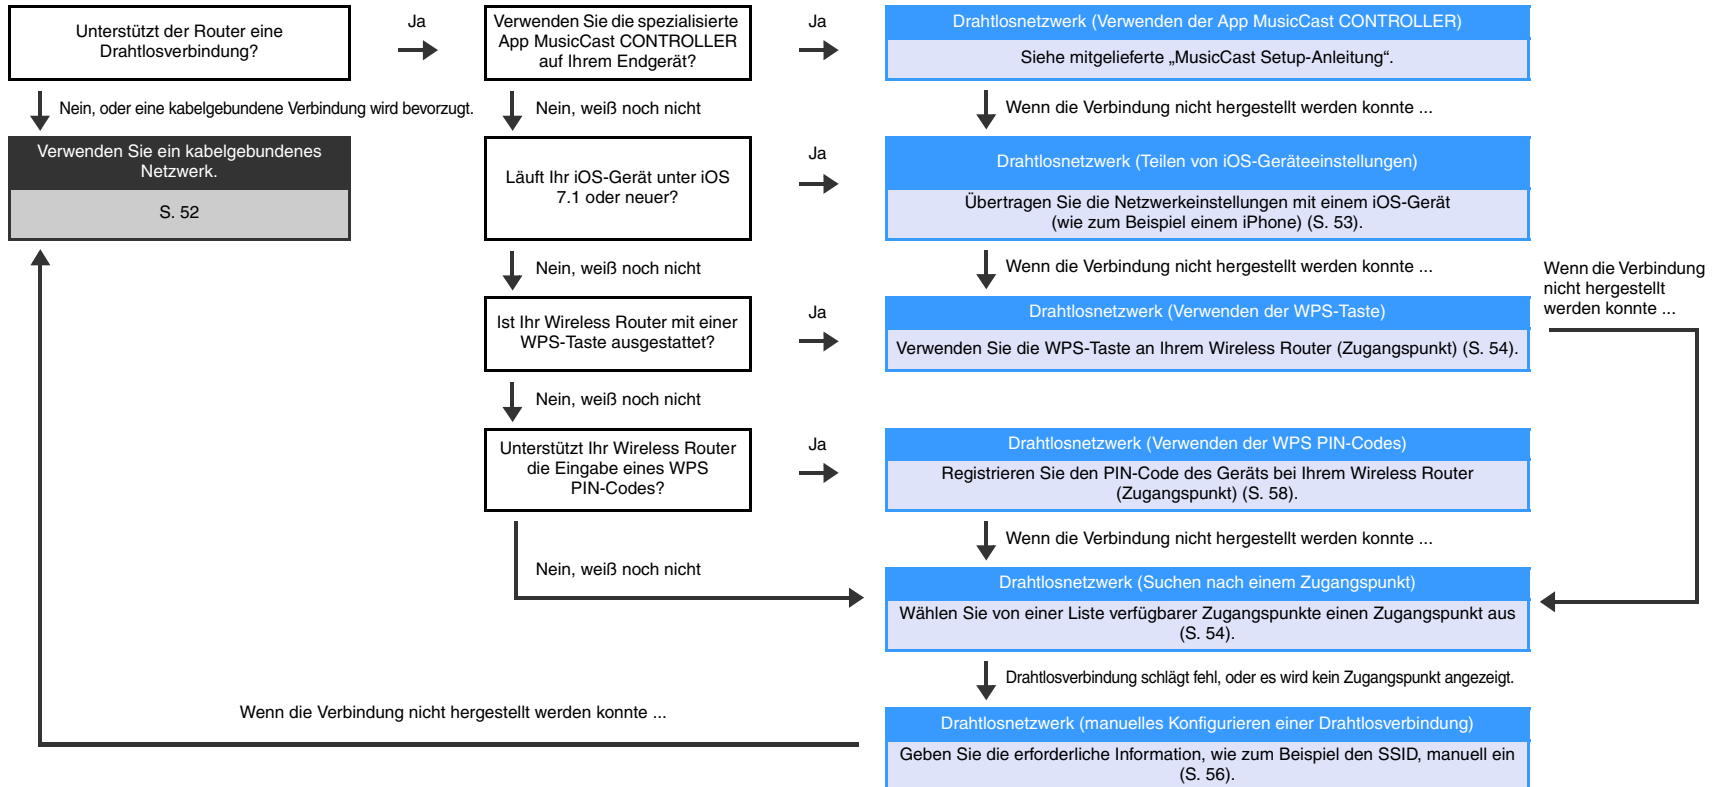 Unterstützt der Router eine
Drahtlosverbindung?
Ja
Verwenden Sie die spezialisierte
App MusicCast CONTROLLER
auf Ihrem Endgerät?
Ja
Drahtlosnetzwerk (Verwenden der App MusicCast CONTROLLER)
Siehe mitgelieferte „MusicCast Setup-Anleitung“.
Nein, oder eine kabelgebundene Verbindung wird bevorzugt.
Nein, weiß noch nicht
Wenn die Verbindung nicht hergestellt werden konnte ...
Verwenden Sie ein kabelgebundenes
Netzwerk.
S. 52
Läuft Ihr iOS-Gerät unter iOS
7.1 oder neuer?
Ja
Drahtlosnetzwerk (Teilen von iOS-Geräteeinstellungen)
Übertragen Sie die Netzwerkeinstellungen mit einem iOS-Gerät
(wie zum Beispiel einem iPhone) (S. 53).
Nein, weiß noch nicht
Wenn die Verbindung nicht hergestellt werden konnte ...
Wenn die Verbindung
nicht hergestellt
werden konnte ...
Ist Ihr Wireless Router mit einer
WPS-Taste ausgestattet?
Ja
Drahtlosnetzwerk (Verwenden der WPS-Taste)
Verwenden Sie die WPS-Taste an Ihrem Wireless Router (Zugangspunkt) (S. 54).
Nein, weiß noch nicht
Unterstützt Ihr Wireless Router
die Eingabe eines WPS
PIN-Codes?
Ja
Drahtlosnetzwerk (Verwenden der WPS PIN-Codes)
Registrieren Sie den PIN-Code des Geräts bei Ihrem Wireless Router
(Zugangspunkt) (S. 58).
Wenn die Verbindung nicht hergestellt werden konnte ...
Nein, weiß noch nicht
Drahtlosnetzwerk (Suchen nach einem Zugangspunkt)
Wählen Sie von einer Liste verfügbarer Zugangspunkte einen Zugangspunkt aus
(S. 54).
Drahtlosverbindung schlägt fehl, oder es wird kein Zugangspunkt angezeigt.
Wenn die Verbindung nicht hergestellt werden konnte ...
Drahtlosnetzwerk (manuelles Konfigurieren einer Drahtlosverbindung)
Geben Sie die erforderliche Information, wie zum Beispiel den SSID, manuell ein
(S. 56).